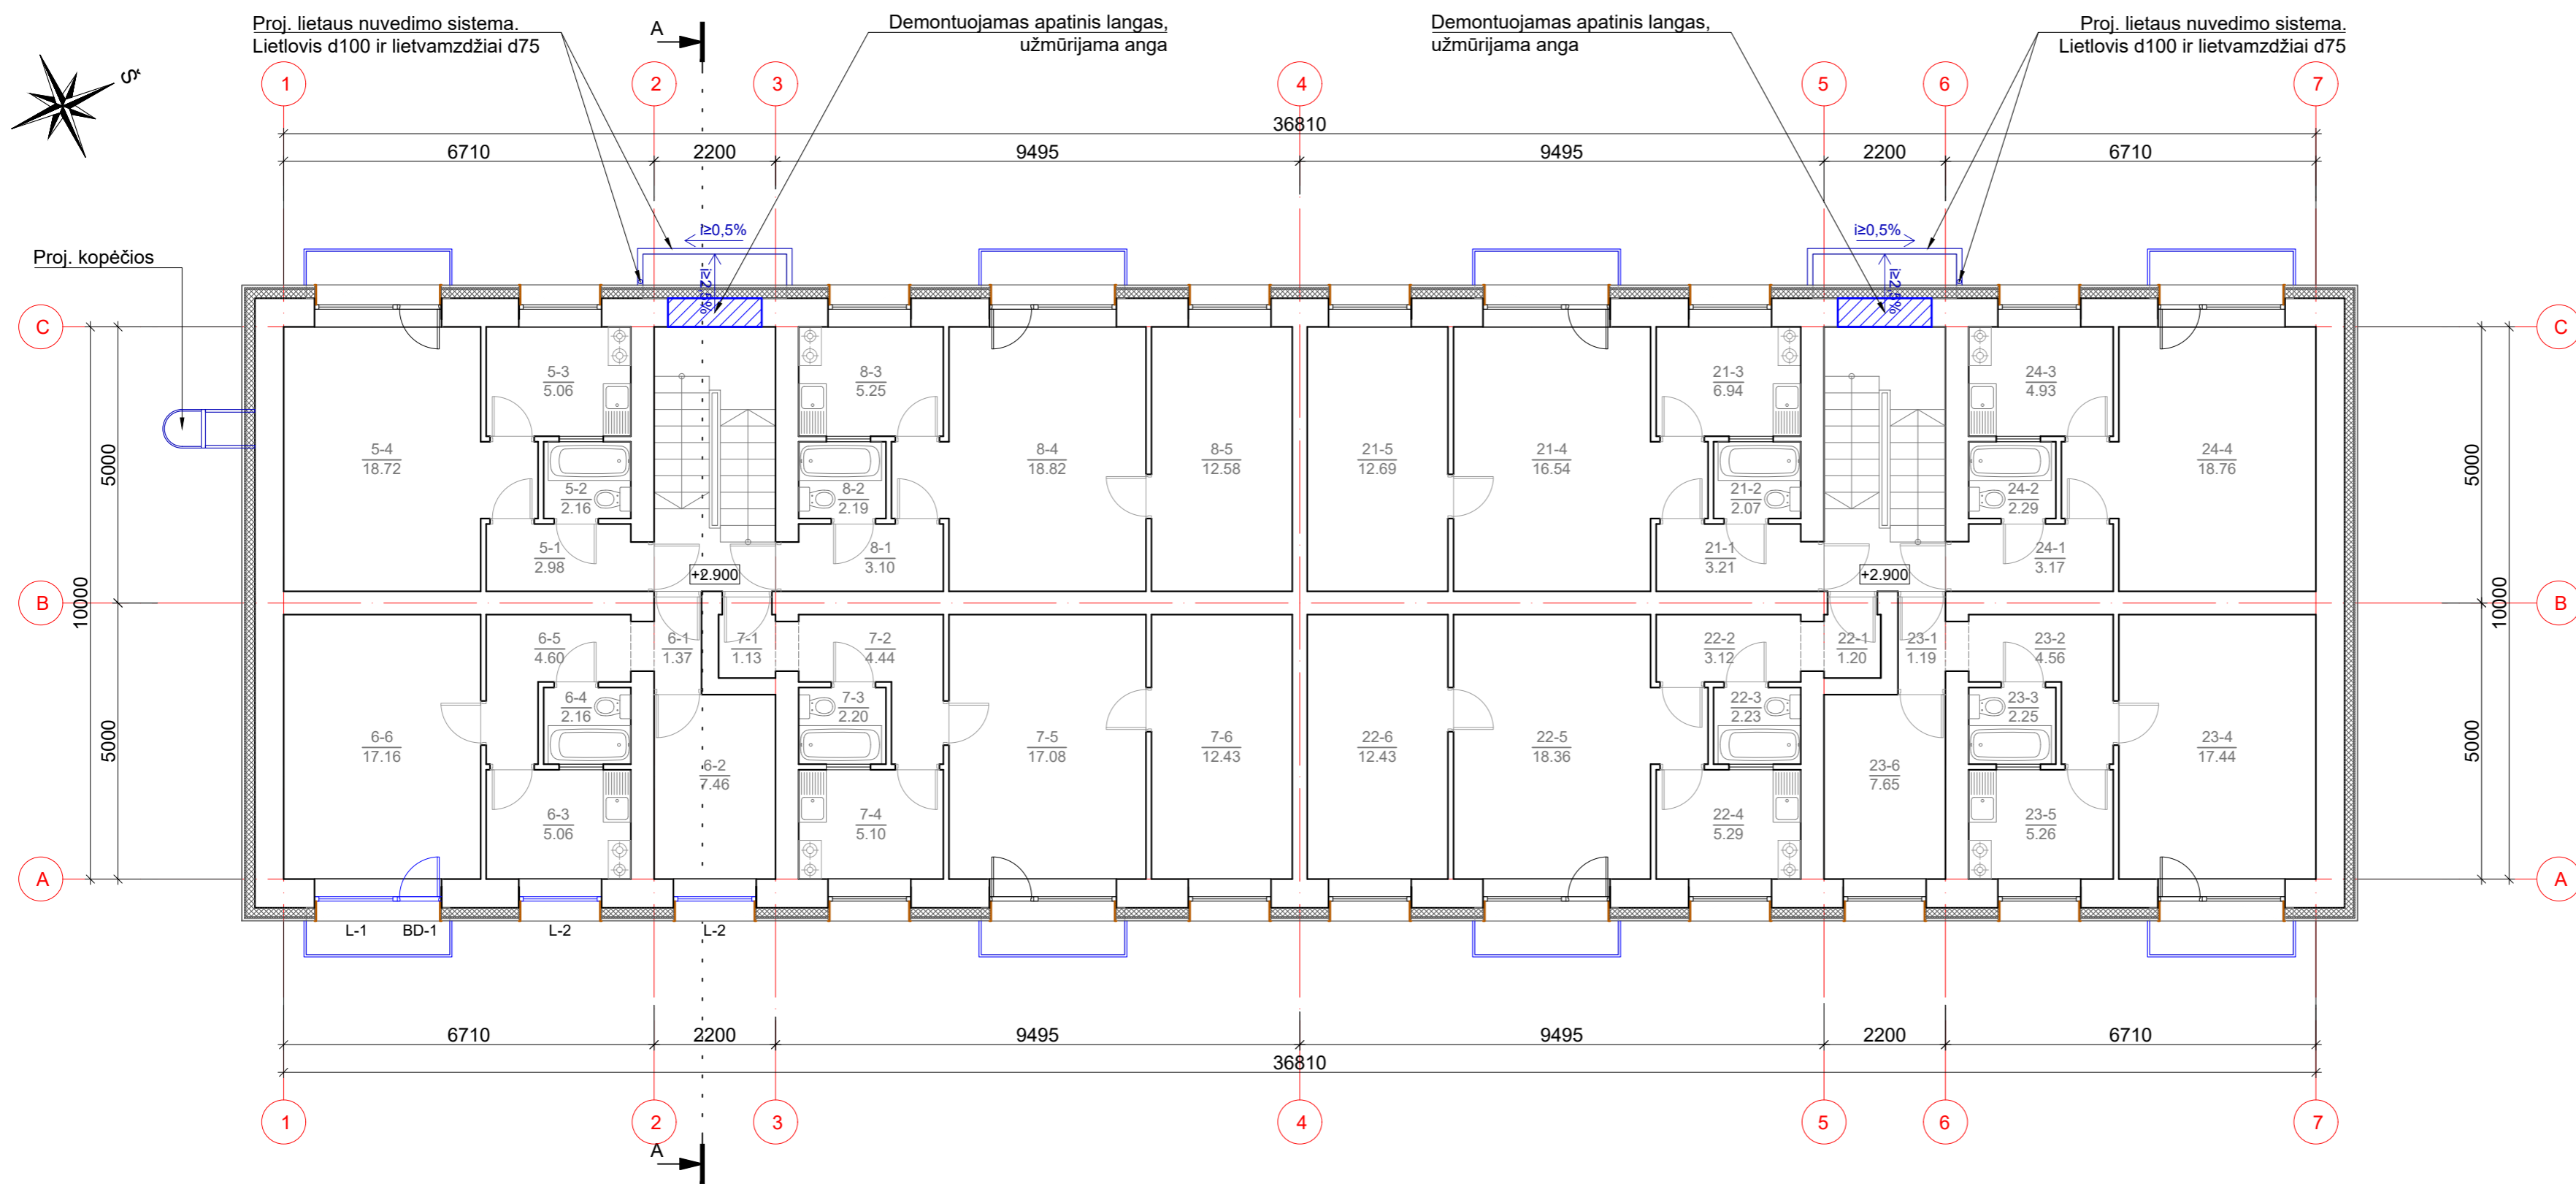 Proj. lietaus nuvedimo sistema.
Lietlovis d100 ir lietvamzdžiai d75
A
Demontuojamas apatinis langas,
užmūrijama anga
Demontuojamas apatinis langas,
užmūrijama anga
Proj. lietaus nuvedimo sistema.
Lietlovis d100 ir lietvamzdžiai d75
Š
1 2 3 4 5 6 7
36810
6710 2200 9495 9495 2200 6710
i≥0,5% i≥0,5%
Proj. kopėčios
i≥2,5% i≥2,5%
C C
5-3 8-3 21-3 24-3
5.06 5.25 6.94 4.93
5-4 8-4 8-5 21-5 21-4 24-4
18.72 18.82 12.58 12.69 16.54 18.76
5000 5000
5-2 8-2 21-2 24-2
2.16 2.19 2.07 2.29
5-1 8-1 21-1 24-1
2.98 3.10 3.21 3.17
+2.900 +2.900
B B
10000 10000
6-5 6-1 7-1 7-2 22-2 22-1 23-1 23-2
4.60 1.37 1.13 4.44 3.12 1.20 1.19 4.56
6-4 7-3 22-3 23-3
2.16 2.20 2.23 2.25
6-6 7-5 7-6 22-6 22-5 23-4
17.16 17.08 12.43 12.43 18.36 17.44
5000 5000
6-2 23-6
7.46 7.65
6-3 7-4 22-4 23-5
5.06 5.10 5.29 5.26
A A
L-1 BD-1 L-2 L-2
6710 2200 9495 9495 2200 6710
36810
1 2 3 4 5 6 7
A